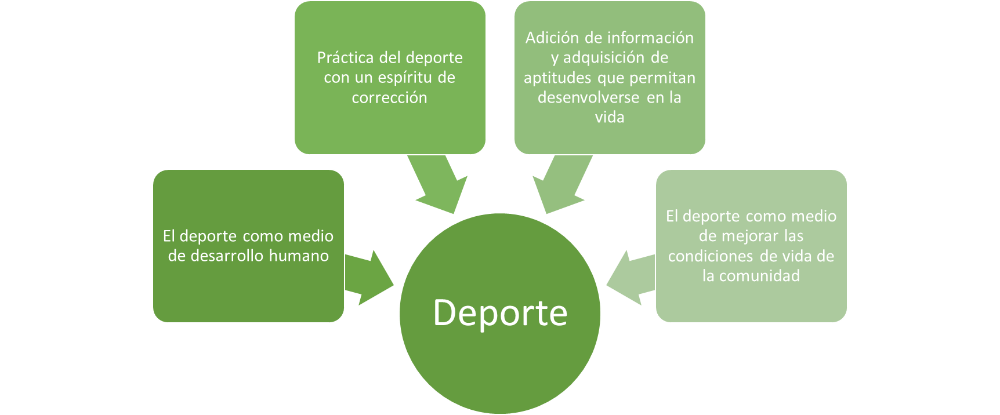 Práctica del deporte
con un espíritu de
corrección
Adición de información
y adquisición de
aptitudes que permitan
desenvolverse en la
vida
El deporte como medio
de desarrollo humano
El deporte como medio
de mejorar las
condiciones de vida de
la comunidad
Deporte